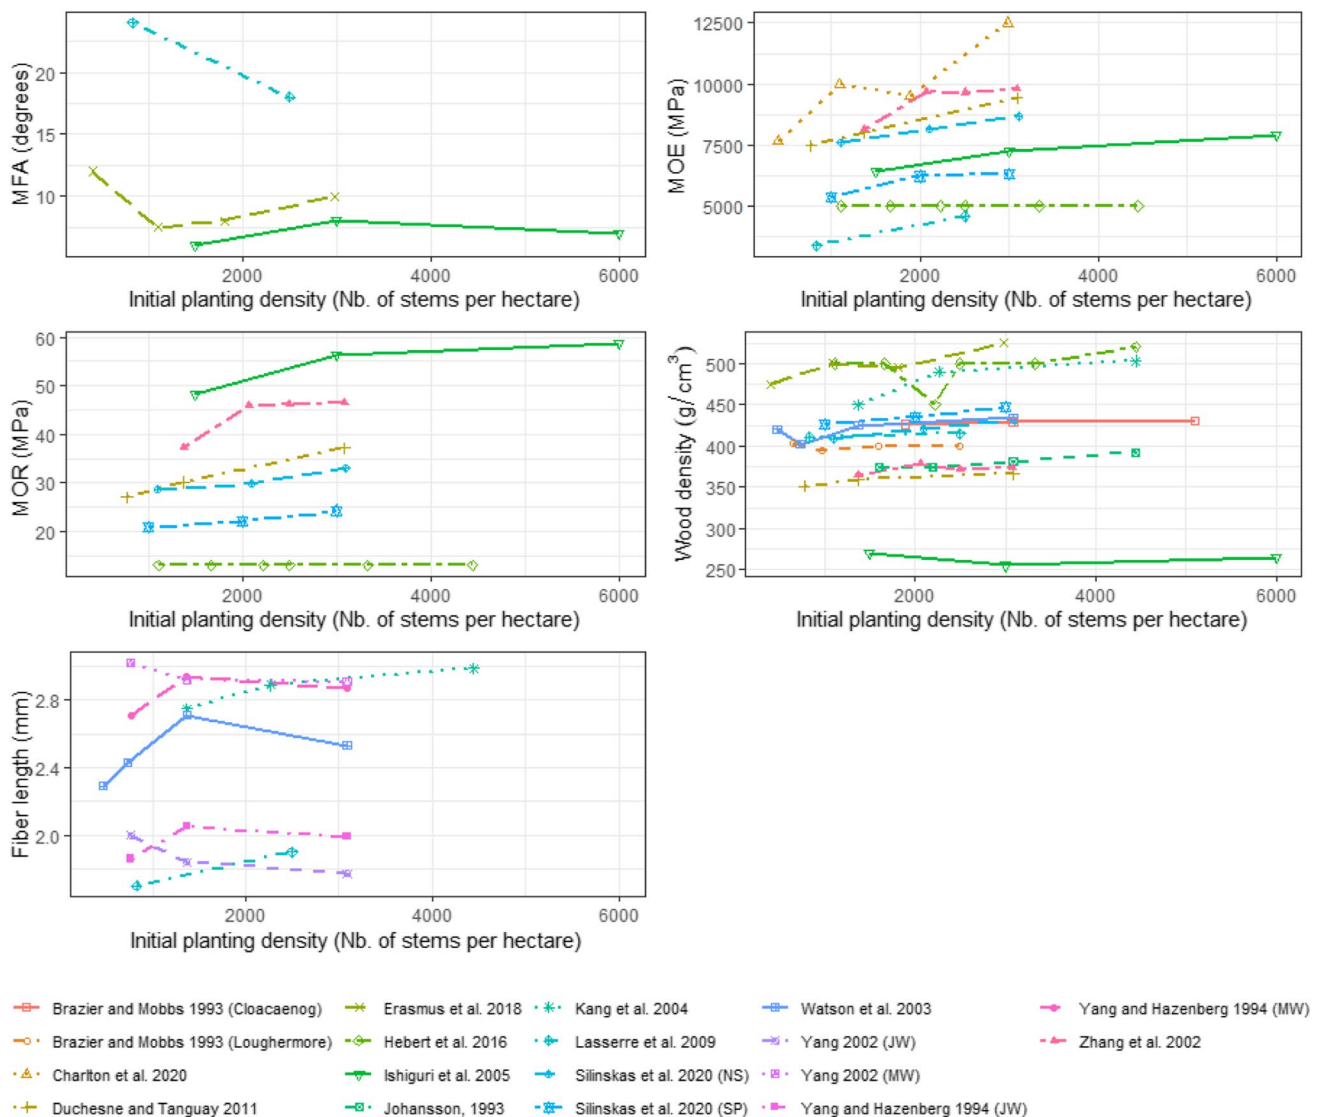 MFA (degrees)
20
15
10
2000 4000 6000
Initial planting density (Nb. of stems per hectare)
MOE (MPa)
12500
10000
7500
5000
2000 4000 6000
Initial planting density (Nb. of stems per hectare)
MOR (MPa)
60
50
40
30
20
2000 4000 6000
Initial planting density (Nb. of stems per hectare)
Wood density (g/cm³)
500
450
400
350
300
250
2000 4000 6000
Initial planting density (Nb. of stems per hectare)
Fiber length (mm)
2.8
2.4
2.0
2000 4000 6000
Initial planting density (Nb. of stems per hectare)
Brazier and Mobbs 1993 (Cloacaenog)
Brazier and Mobbs 1993 (Loughermore)
Charlton et al. 2020
Duchesne and Tanguay 2011
Erasmus et al. 2018
Hebert et al. 2016
Ishiguri et al. 2005
Johansson, 1993
Kang et al. 2004
Lasserre et al. 2009
Silinskas et al. 2020 (NS)
Silinskas et al. 2020 (SP)
Watson et al. 2003
Yang 2002 (JW)
Yang 2002 (MW)
Yang and Hazenberg 1994 (JW)
Yang and Hazenberg 1994 (MW)
Zhang et al. 2002